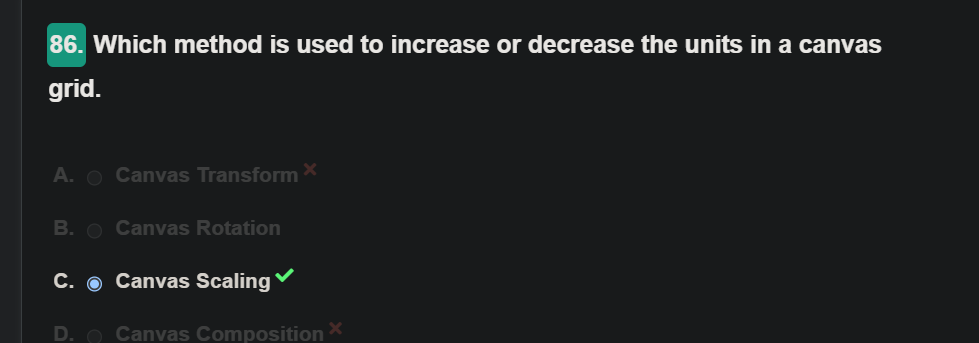 86. Which method is used to increase or decrease the units in a canvas
grid.
A. Canvas Transform
B. Canvas Rotation
C. Canvas Scaling
D. Canvas Composition